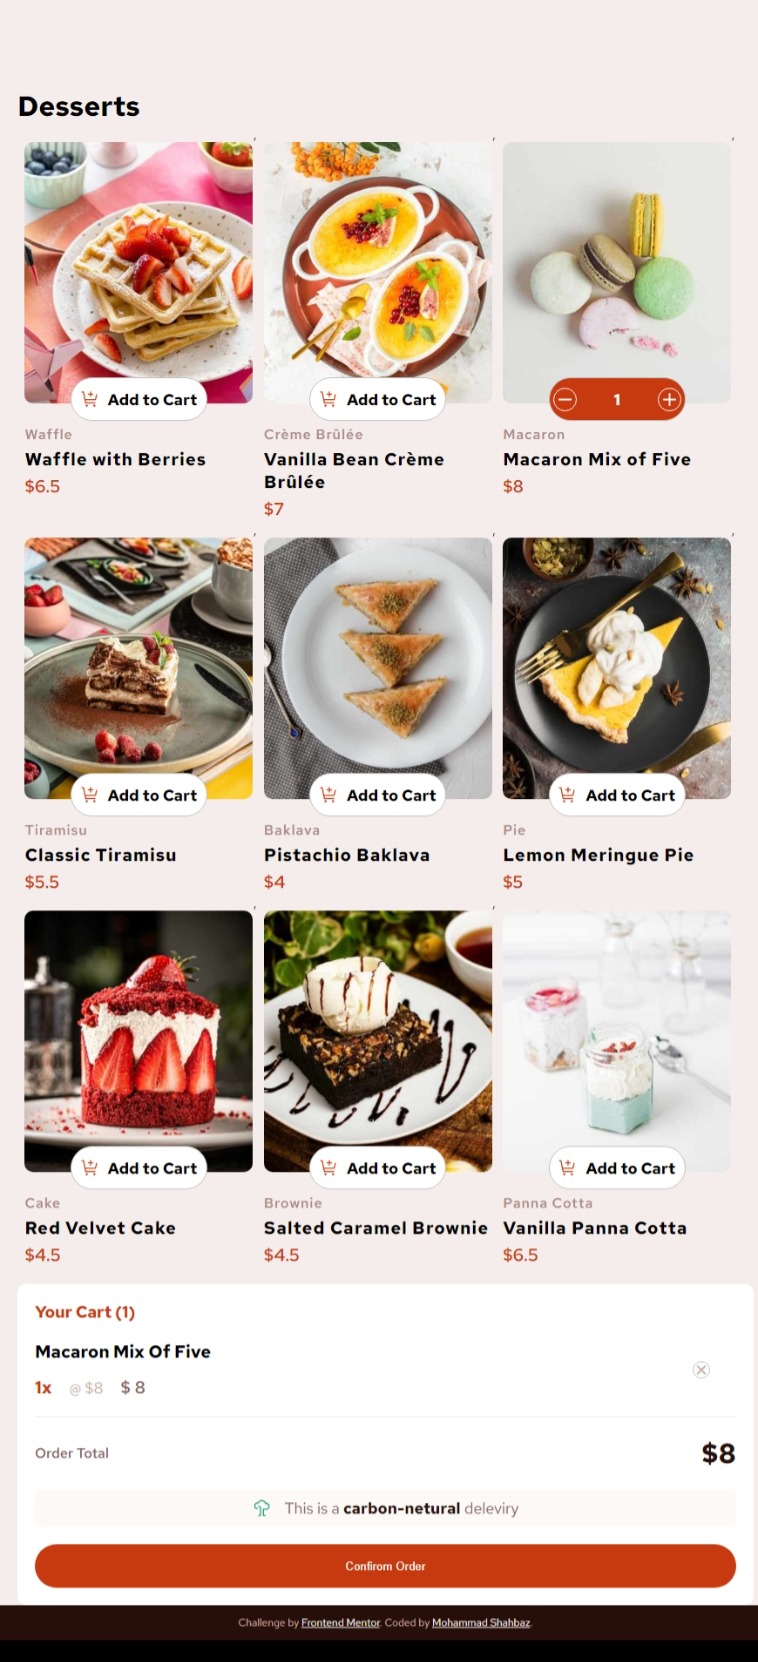 Desserts
Add to Cart
Add to Cart
1
Waffle
Crème Brûlée
Macaron
Waffle with Berries
Vanilla Bean Crème
Brûlée
Macaron Mix of Five
$6.5
$7
$8
Add to Cart
Add to Cart
Add to Cart
Tiramisu
Baklava
Pie
Classic Tiramisu
Pistachio Baklava
Lemon Meringue Pie
$5.5
$4
$5
Add to Cart
Add to Cart
Add to Cart
Cake
Brownie
Panna Cotta
Red Velvet Cake
Salted Caramel Brownie
Vanilla Panna Cotta
$4.5
$4.5
$6.5
Your Cart (1)
Macaron Mix Of Five
1x @ $8 $ 8
Order Total
$8
This is a carbon-netural deleviry
Confirom Order
Challenge by Frontend Mentor. Coded by Mohammad Shahbaz.